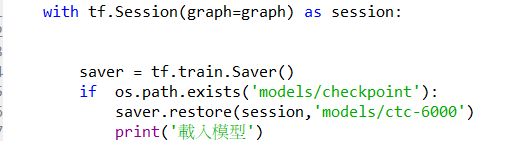 with tf.Session(graph=graph) as session:
saver = tf.train.Saver()
if os.path.exists('models/checkpoint'):
saver.restore(session,'models/ctc-6000')
print('載入模型')